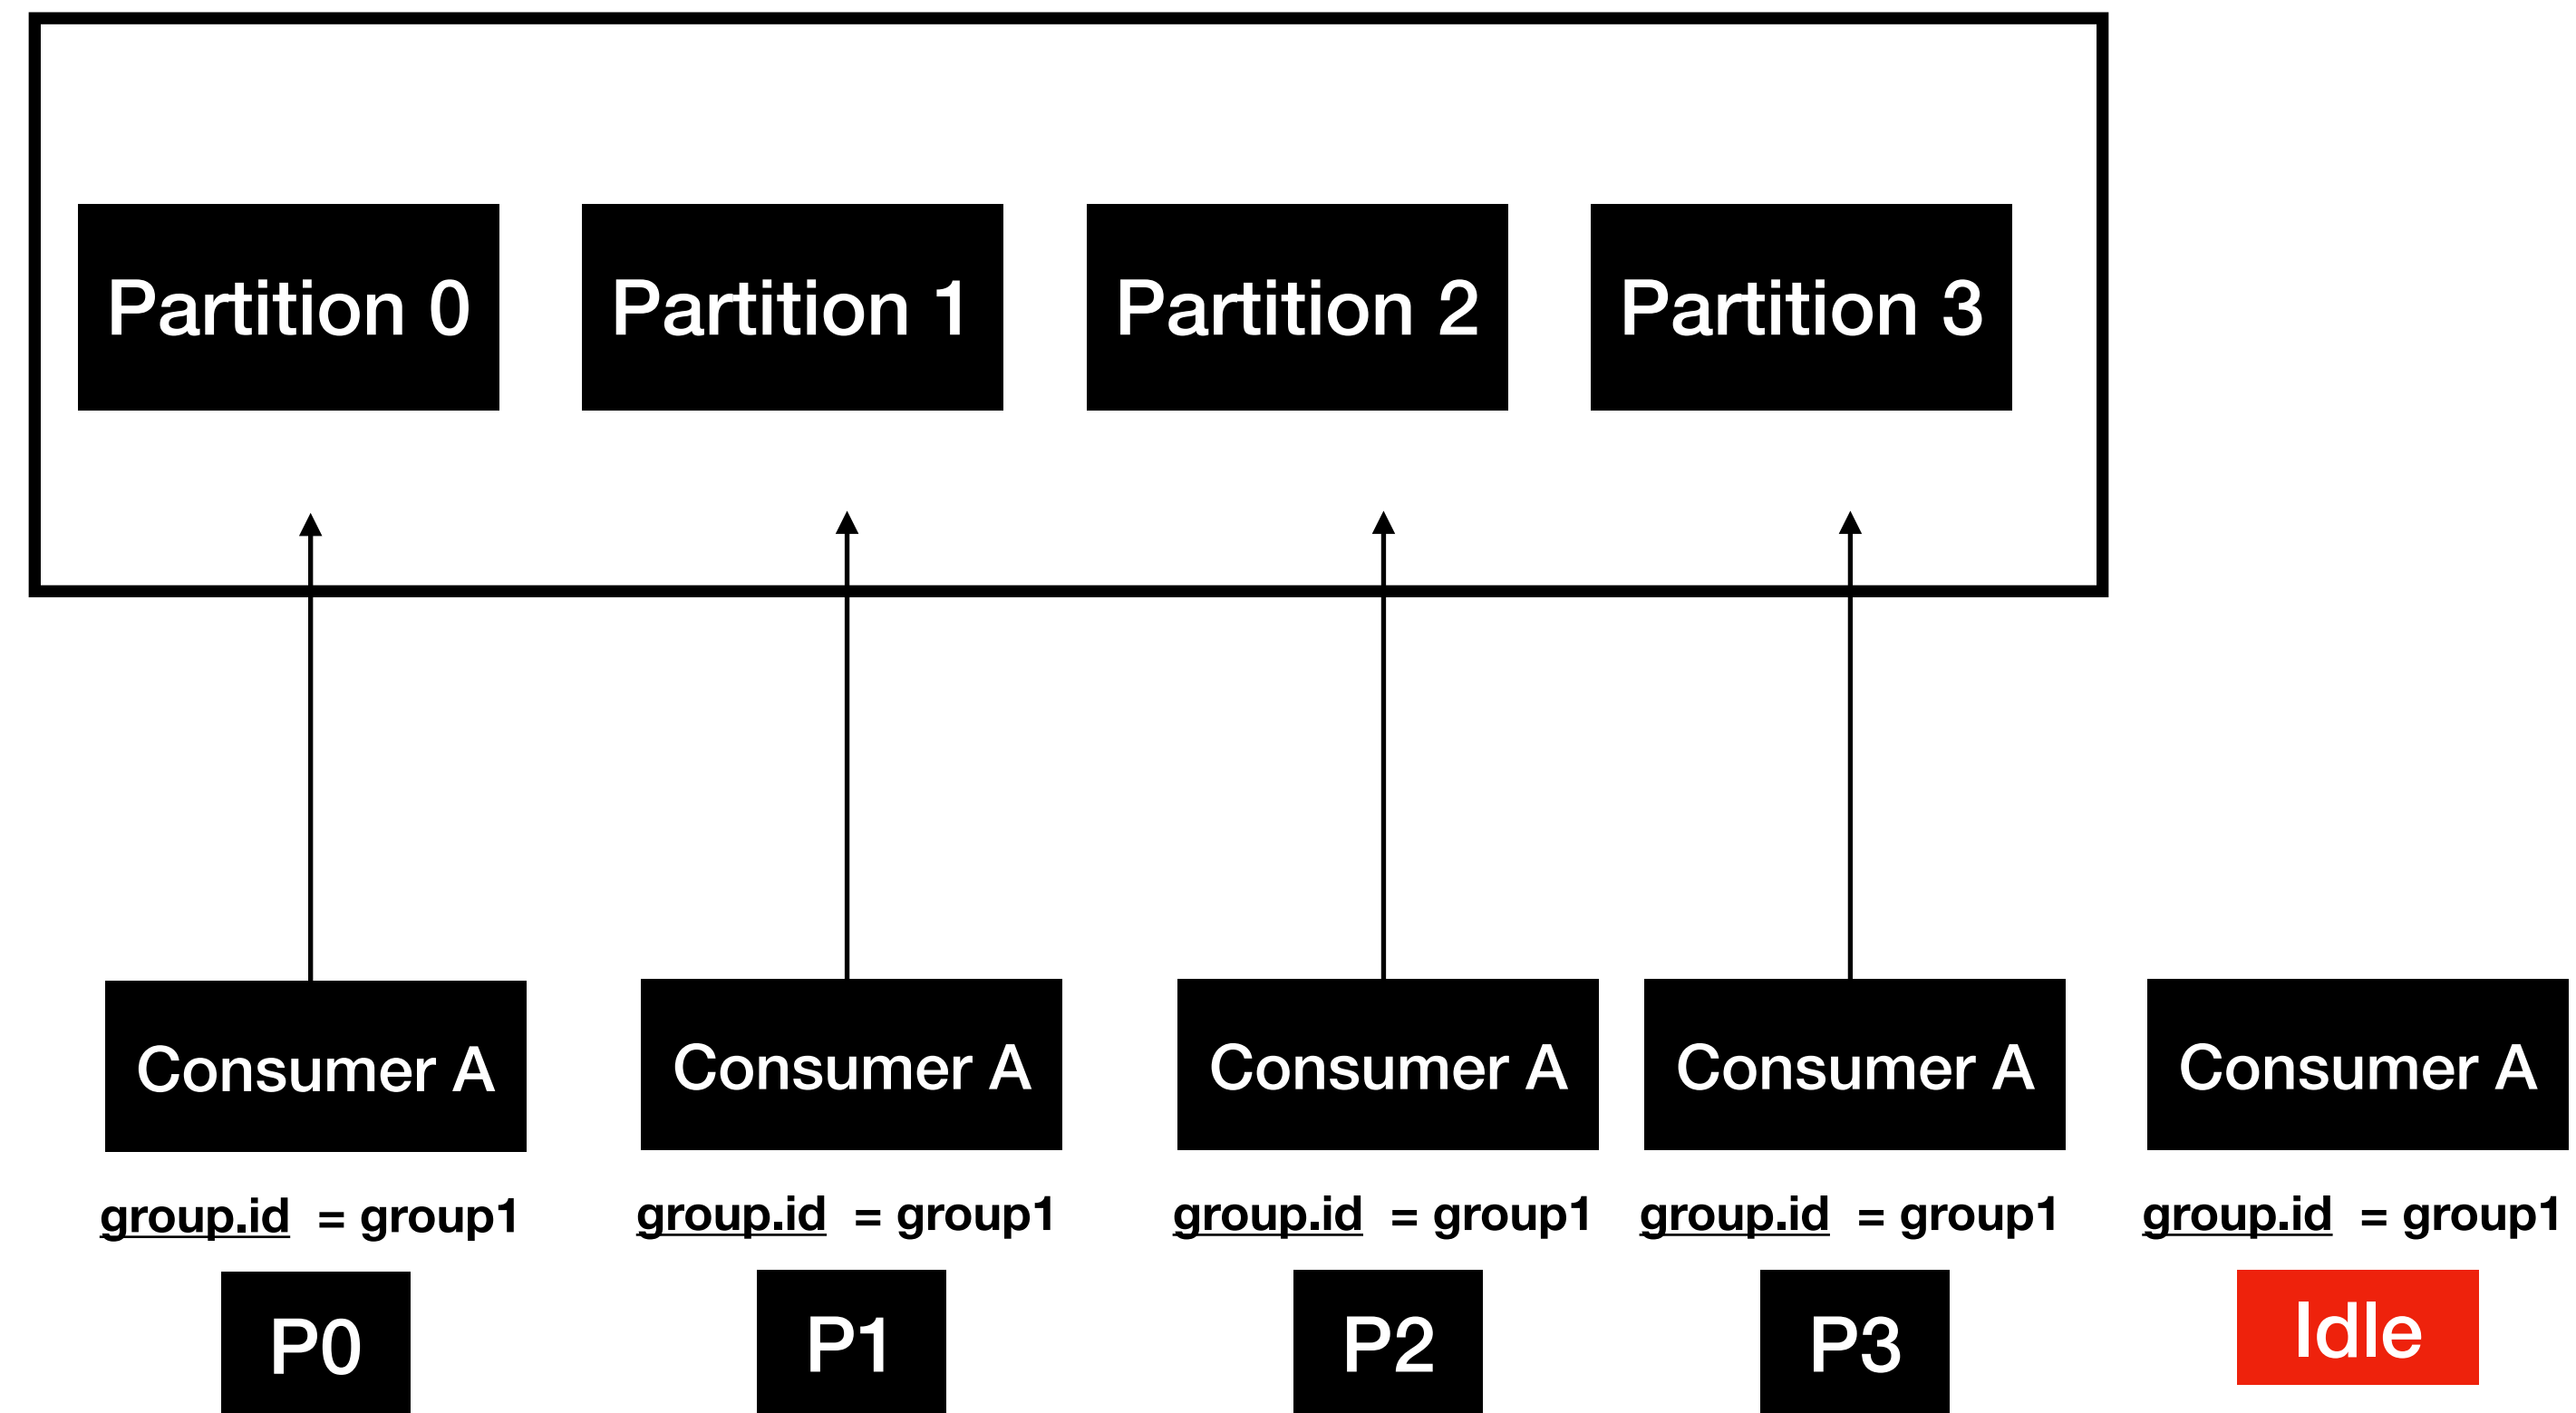 Partition 0
Partition 1
Partition 2
Partition 3
Consumer A
Consumer A
Consumer A
Consumer A
Consumer A
group.id = group1
group.id = group1
group.id = group1
group.id = group1
group.id = group1
P0
P1
P2
P3
Idle